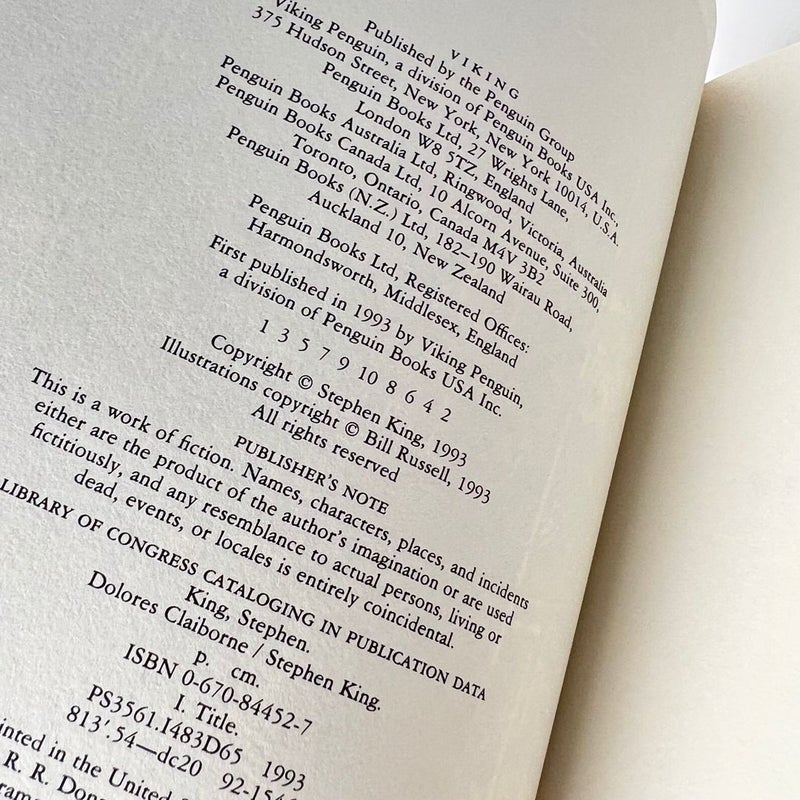 VIKING
Published by the Penguin Group
Viking Penguin, a division of Penguin Books USA Inc.,
375 Hudson Street, New York, New York 10014, U.S.A.
Penguin Books Ltd, 27 Wrights Lane,
London W8 5TZ, England
Penguin Books Australia Ltd, Ringwood, Victoria, Australia
Penguin Books Canada Ltd, 10 Alcorn Avenue, Suite 300,
Toronto, Ontario, Canada M4V 3B2
Penguin Books (N.Z.) Ltd, 182–190 Wairau Road,
Auckland 10, New Zealand
Penguin Books Ltd, Registered Offices:
Harmondsworth, Middlesex, England
First published in 1993 by Viking Penguin,
a division of Penguin Books USA Inc.
1 3 5 7 9 10 8 6 4 2
Copyright © Stephen King, 1993
Illustrations copyright © Bill Russell, 1993
All rights reserved
PUBLISHER'S NOTE
This is a work of fiction. Names, characters, places, and incidents
either are the product of the author's imagination or are used
fictitiously, and any resemblance to actual persons, living or
dead, events, or locales is entirely coincidental.
LIBRARY OF CONGRESS CATALOGING IN PUBLICATION DATA
King, Stephen.
Dolores Claiborne / Stephen King.
p. cm.
ISBN 0-670-84452-7
I. Title.
PS3561.I483D65 1993
813'.54—dc20 92-154
inted in the United
R. R. Don